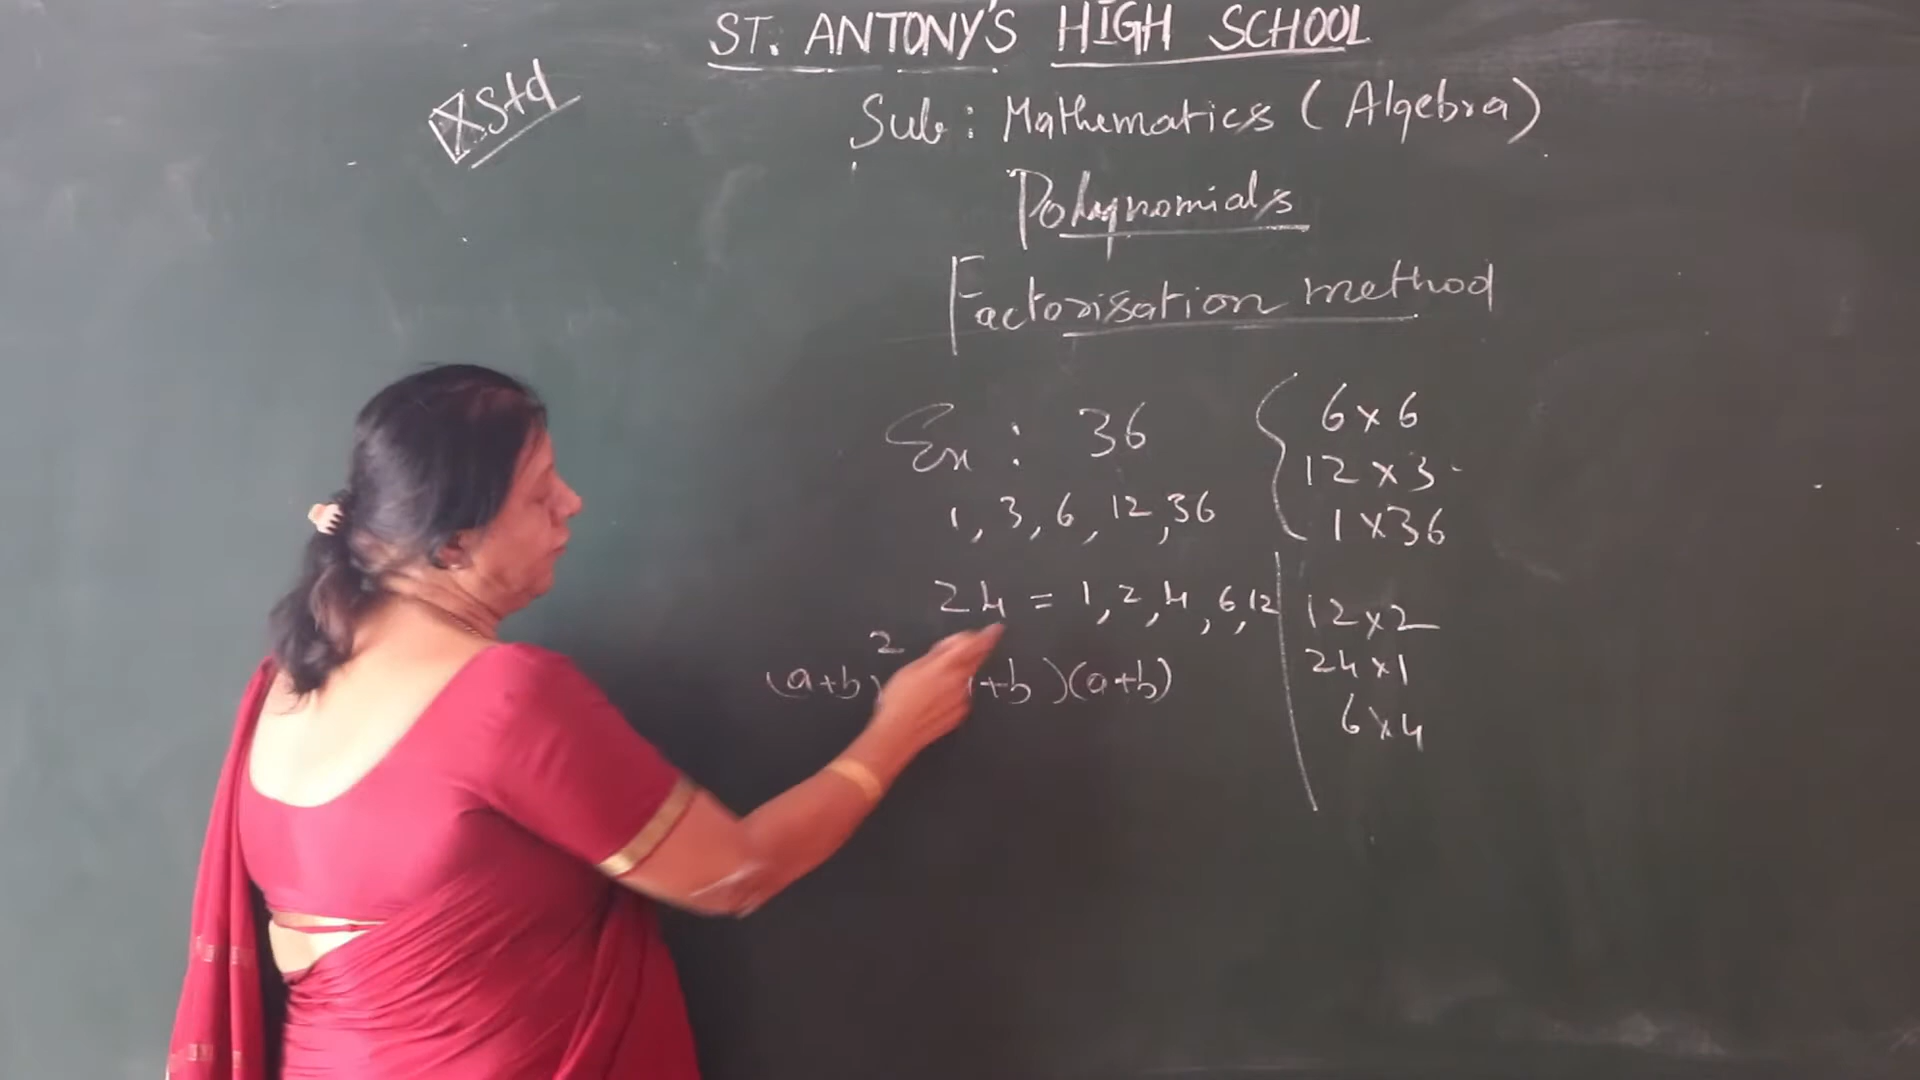 ST. ANTONY'S HIGH SCHOOL
X Std
Sub: Mathematics (Algebra)
Polynomials
Factorisation method
Ex: 36
1, 3, 6, 12, 36
6 x 6
12 x 3
1 x 36
24 = 1, 2, 4, 6, 12
12 x 2
24 x 1
6 x 4
(a+b)² +b)(a+b)